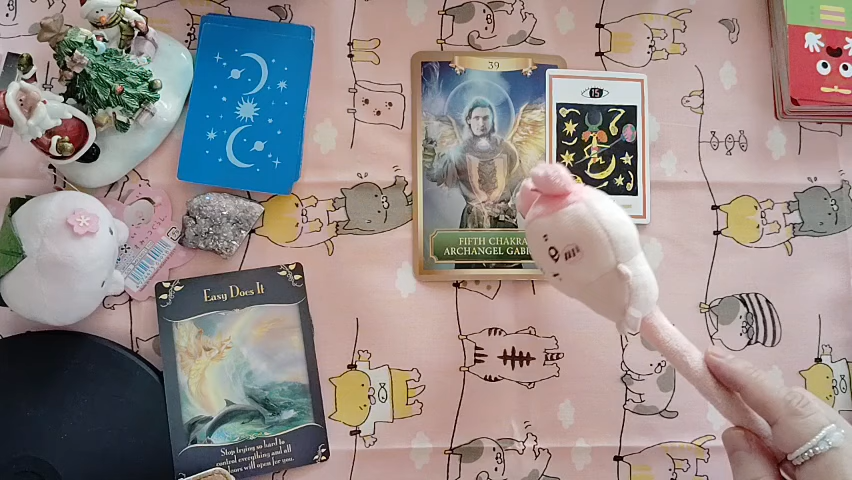 39
FIFTH CHAKRA
ARCHANGEL
15
Easy Does It
Stop trying so hard to
control everything and all
doors will open for you.